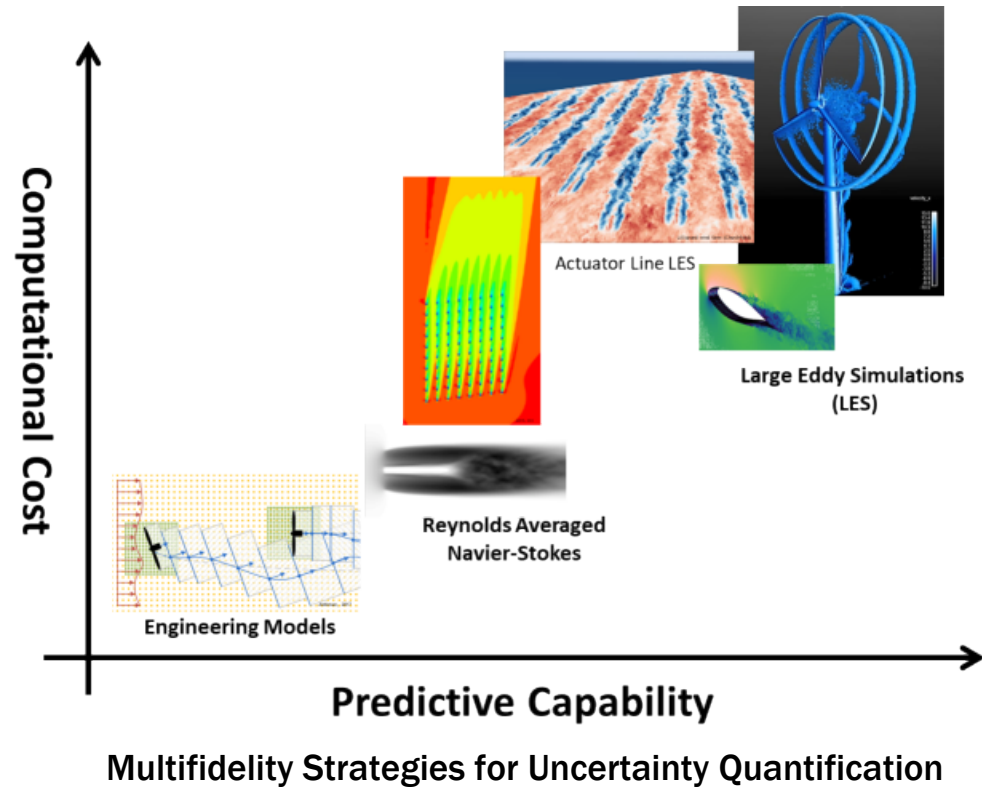 Computational Cost
Actuator Line LES
velocity_x
Large Eddy Simulations
(LES)
Reynolds Averaged
Navier-Stokes
Engineering Models
Predictive Capability
Multifidelity Strategies for Uncertainty Quantification